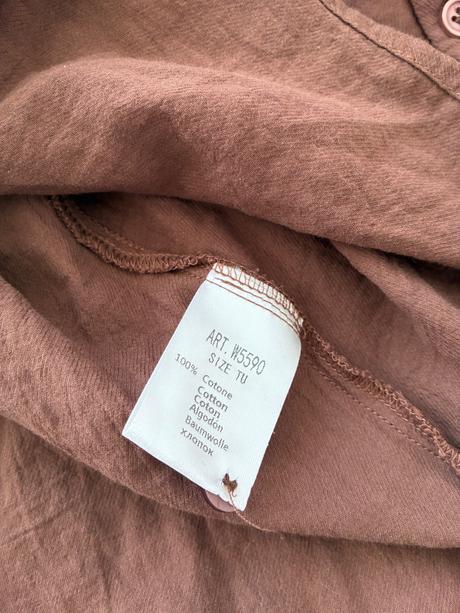 ART. W5590
SIZE TU
100% Cotone
Cotton
Coton
Algodón
Baumwolle
хлопок